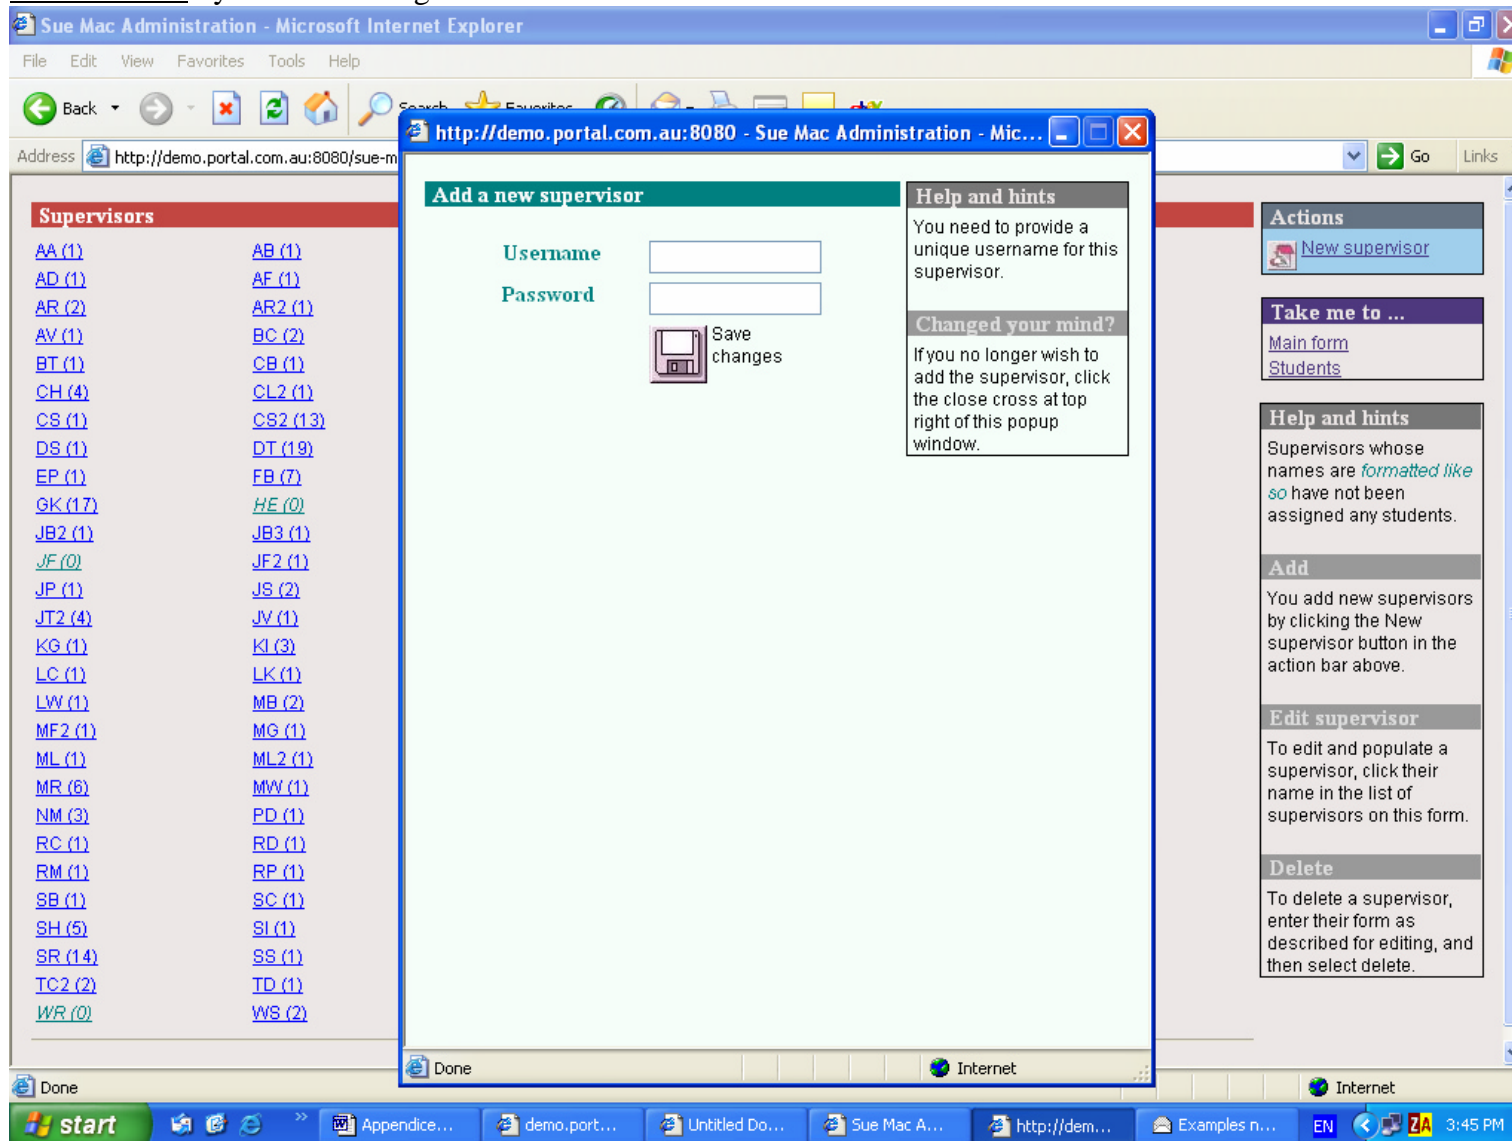 Sue Mac Administration - Microsoft Internet Explorer
File Edit View Favorites Tools Help
Back
Address http://demo.portal.com.au:8080/sue-m
Go Links
http://demo.portal.com.au:8080 - Sue Mac Administration - Mic...
Supervisors
AA (1) AB (1)
AD (1) AF (1)
AR (2) AR2 (1)
AV (1) BC (2)
BT (1) CB (1)
CH (4) CL2 (1)
CS (1) CS2 (13)
DS (1) DT (19)
EP (1) FB (7)
GK (17) HE (0)
JB2 (1) JB3 (1)
JF (0) JF2 (1)
JP (1) JS (2)
JT2 (4) JV (1)
KG (1) KI (3)
LC (1) LK (1)
LW (1) MB (2)
MF2 (1) MG (1)
ML (1) ML2 (1)
MR (6) MW (1)
NM (3) PD (1)
RC (1) RD (1)
RM (1) RP (1)
SB (1) SC (1)
SH (5) SI (1)
SR (14) SS (1)
TC2 (2) TD (1)
WR (0) WS (2)
Add a new supervisor
Username
Password
Save
changes
Help and hints
You need to provide a
unique username for this
supervisor.
Changed your mind?
If you no longer wish to
add the supervisor, click
the close cross at top
right of this popup
window.
Done Internet
Actions
New supervisor
Take me to ...
Main form
Students
Help and hints
Supervisors whose
names are formatted like
so have not been
assigned any students.
Add
You add new supervisors
by clicking the New
supervisor button in the
action bar above.
Edit supervisor
To edit and populate a
supervisor, click their
name in the list of
supervisors on this form.
Delete
To delete a supervisor,
enter their form as
described for editing, and
then select delete.
Done Internet
start Appendice... demo.port... Untitled Do... Sue Mac A... http://dem... Examples n... EN ZA 3:45 PM